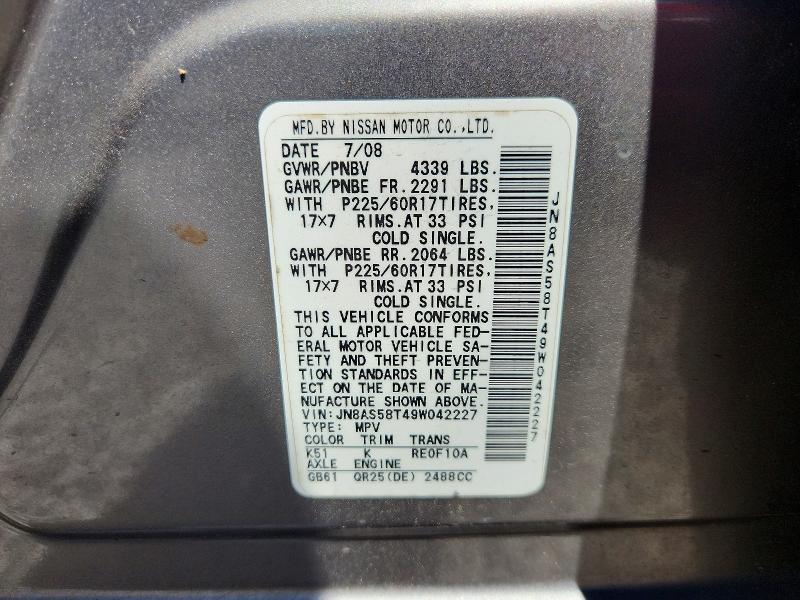 MFD.BY NISSAN MOTOR CO.,LTD.
DATE 7/08
GVWR/PNBV 4339 LBS.
GAWR/PNBE FR.2291 LBS.
WITH P225/60R17TIRES,
17×7 RIMS.AT 33 PSI
COLD SINGLE.
GAWR/PNBE RR.2064 LBS.
WITH P225/60R17TIRES,
17×7 RIMS.AT 33 PSI
COLD SINGLE.
THIS VEHICLE CONFORMS
TO ALL APPLICABLE FED-
ERAL MOTOR VEHICLE SA-
FETY AND THEFT PREVEN-
TION STANDARDS IN EFF-
ECT ON THE DATE OF MA-
NUFACTURE SHOWN ABOVE.
VIN:JN8AS58T49W042227
TYPE: MPV
COLOR TRIM TRANS
K51 K RE0F10A
AXLE ENGINE
GB61 QR25(DE) 2488CC
JN8AS58T49W042227